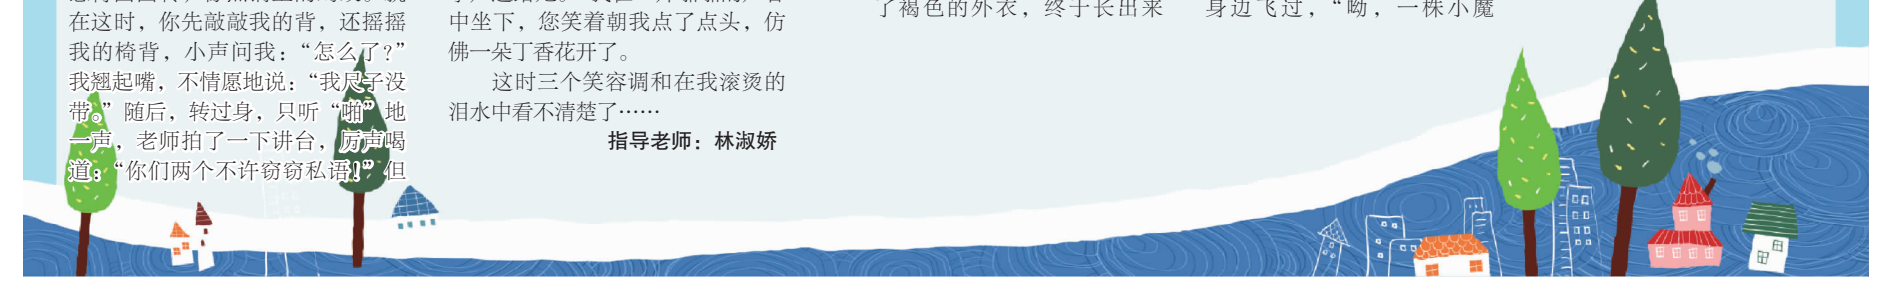 在这时，你先敲敲我的背，还摇摇
我的椅背，小声问我：“怎么了?”
我翘起嘴，不情愿地说：“我尺子没
带。” 随后，转过身，只听“啪”地
一声，老师拍了一下讲台，厉声喝
道：“你们两个不许窃窃私语!” 但
中坐下，您笑着朝我点了点头，仿
佛一朵丁香花开了。
这时三个笑容调和在我滚烫的
泪水中看不清楚了……
指导老师：林淑娇
了褐色的外衣，终于长出来
身边飞过，“呦，一株小魔